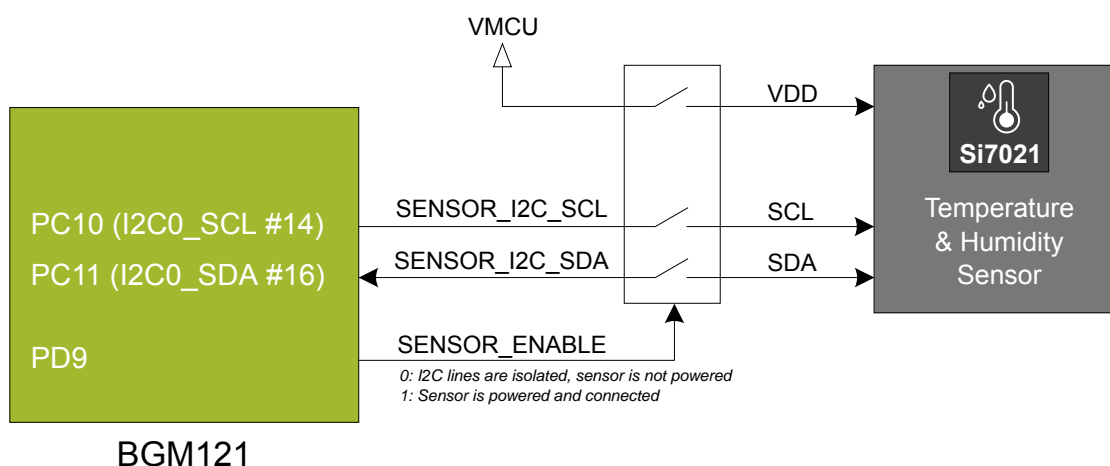 VMCU
VDD
Si7021
PC10 (I2C0_SCL #14)
SENSOR_I2C_SCL
SCL
Temperature
& Humidity
Sensor
PC11 (I2C0_SDA #16)
SENSOR_I2C_SDA
SDA
PD9
SENSOR_ENABLE
0: I2C lines are isolated, sensor is not powered
1: Sensor is powered and connected
BGM121